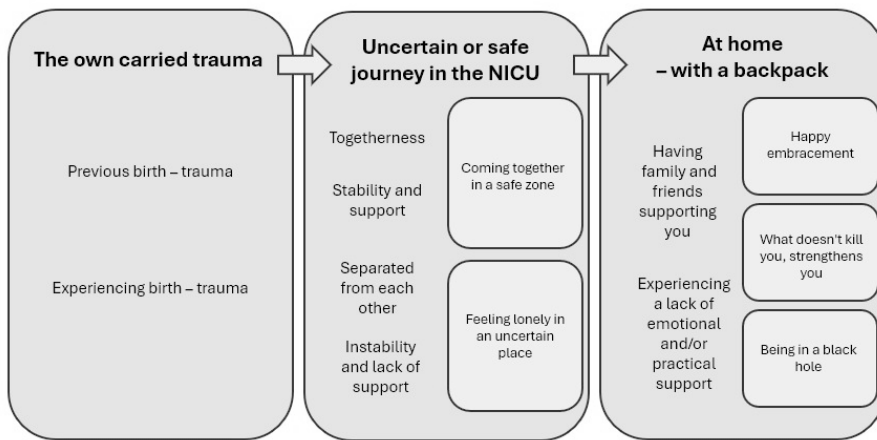 The own carried trauma
Previous birth – trauma
Experiencing birth – trauma
Uncertain or safe
journey in the NICU
Togetherness
Stability and
support
Separated
from each
other
Instability
and lack of
support
Coming together
in a safe zone
Feeling lonely in
an uncertain
place
At home
– with a backpack
Having
family and
friends
supporting
you
Experiencing
a lack of
emotional
and/or
practical
support
Happy
embracement
What doesn't kill
you, strengthens
you
Being in a black
hole